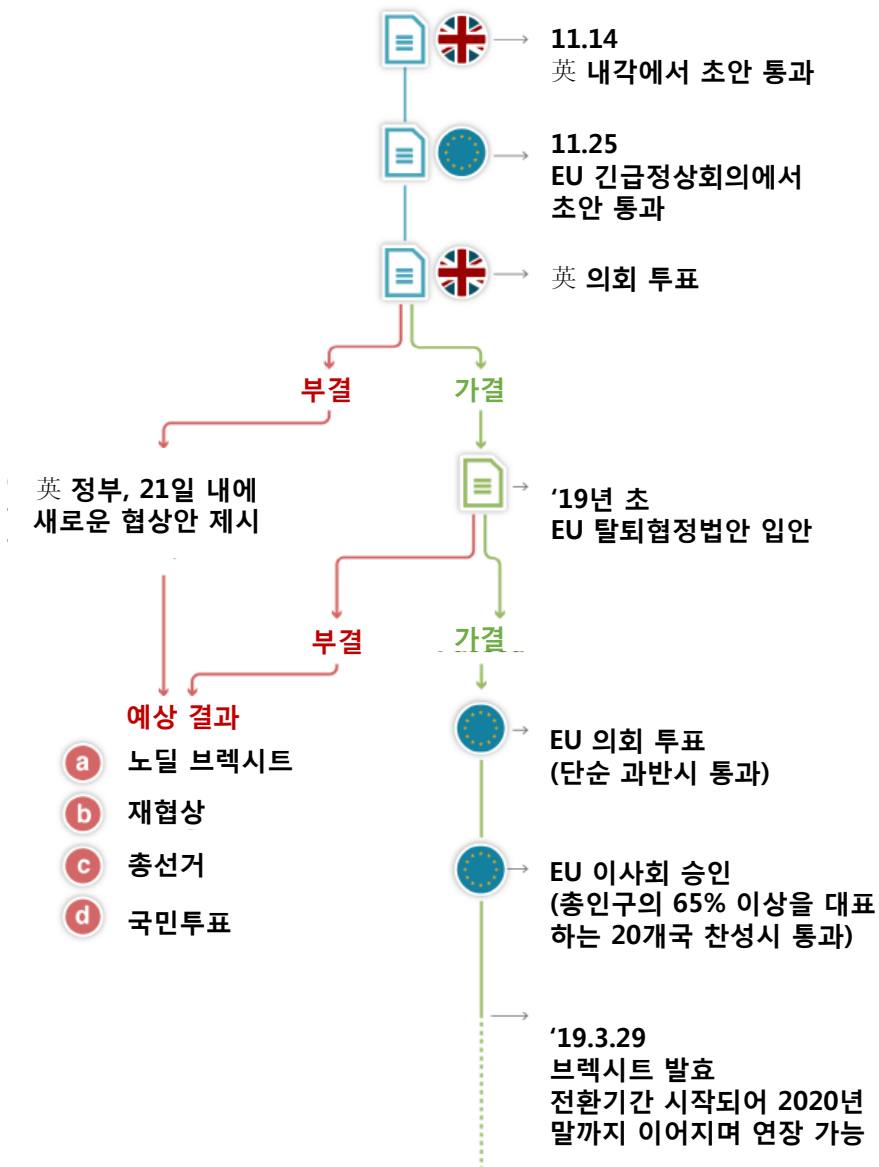 11.14
英 내각에서 초안 통과
11.25
EU 긴급정상회의에서
초안 통과
英 의회 투표
부결
가결
英 정부, 21일 내에
새로운 협상안 제시
‘19년 초
EU 탈퇴협정법안 입안
부결
가결
예상 결과
a 노딜 브렉시트
b 재협상
c 총선거
d 국민투표
EU 의회 투표
(단순 과반시 통과)
EU 이사회 승인
(총인구의 65% 이상을 대표
하는 20개국 찬성시 통과)
‘19.3.29
브렉시트 발효
전환기간 시작되어 2020년
말까지 이어지며 연장 가능